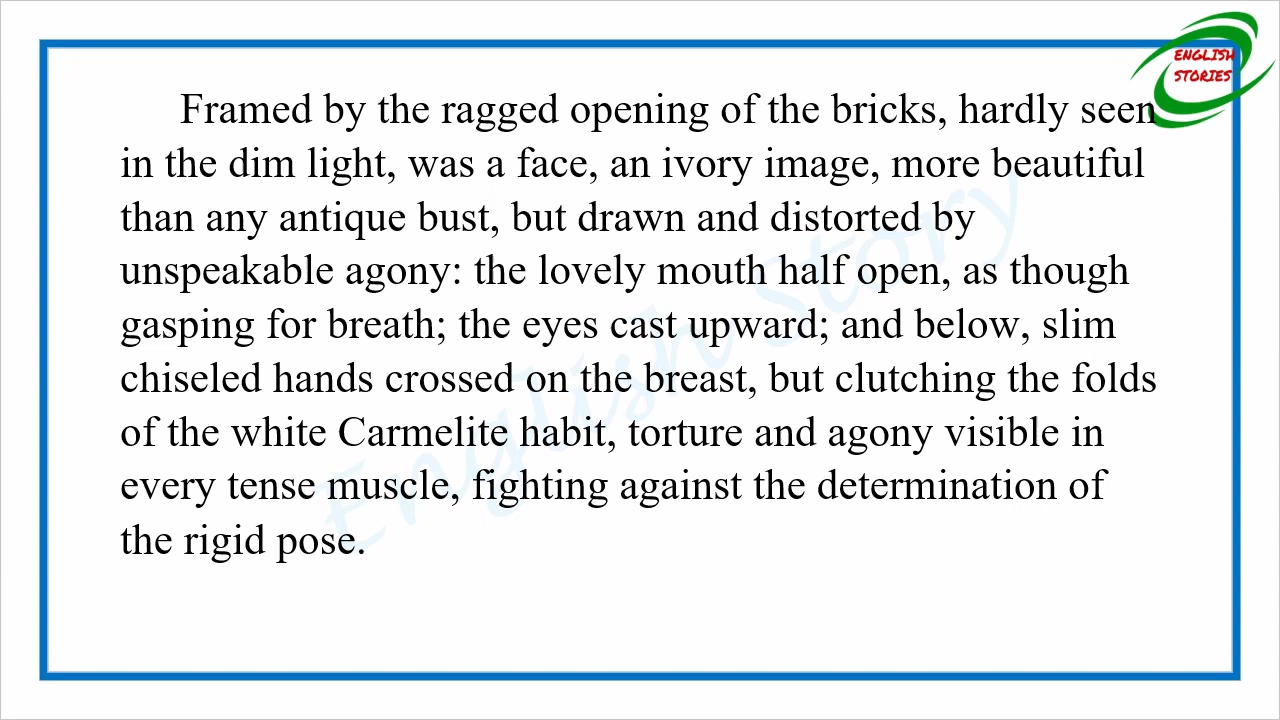 ENGLISH
STORIES
Framed by the ragged opening of the bricks, hardly seen
in the dim light, was a face, an ivory image, more beautiful
than any antique bust, but drawn and distorted by
unspeakable agony: the lovely mouth half open, as though
gasping for breath; the eyes cast upward; and below, slim
chiseled hands crossed on the breast, but clutching the folds
of the white Carmelite habit, torture and agony visible in
every tense muscle, fighting against the determination of
the rigid pose.
English Story